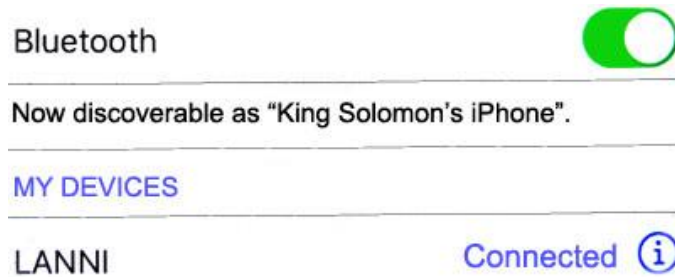 Bluetooth
Now discoverable as “King Solomon’s iPhone”.
MY DEVICES
LANNI Connected i